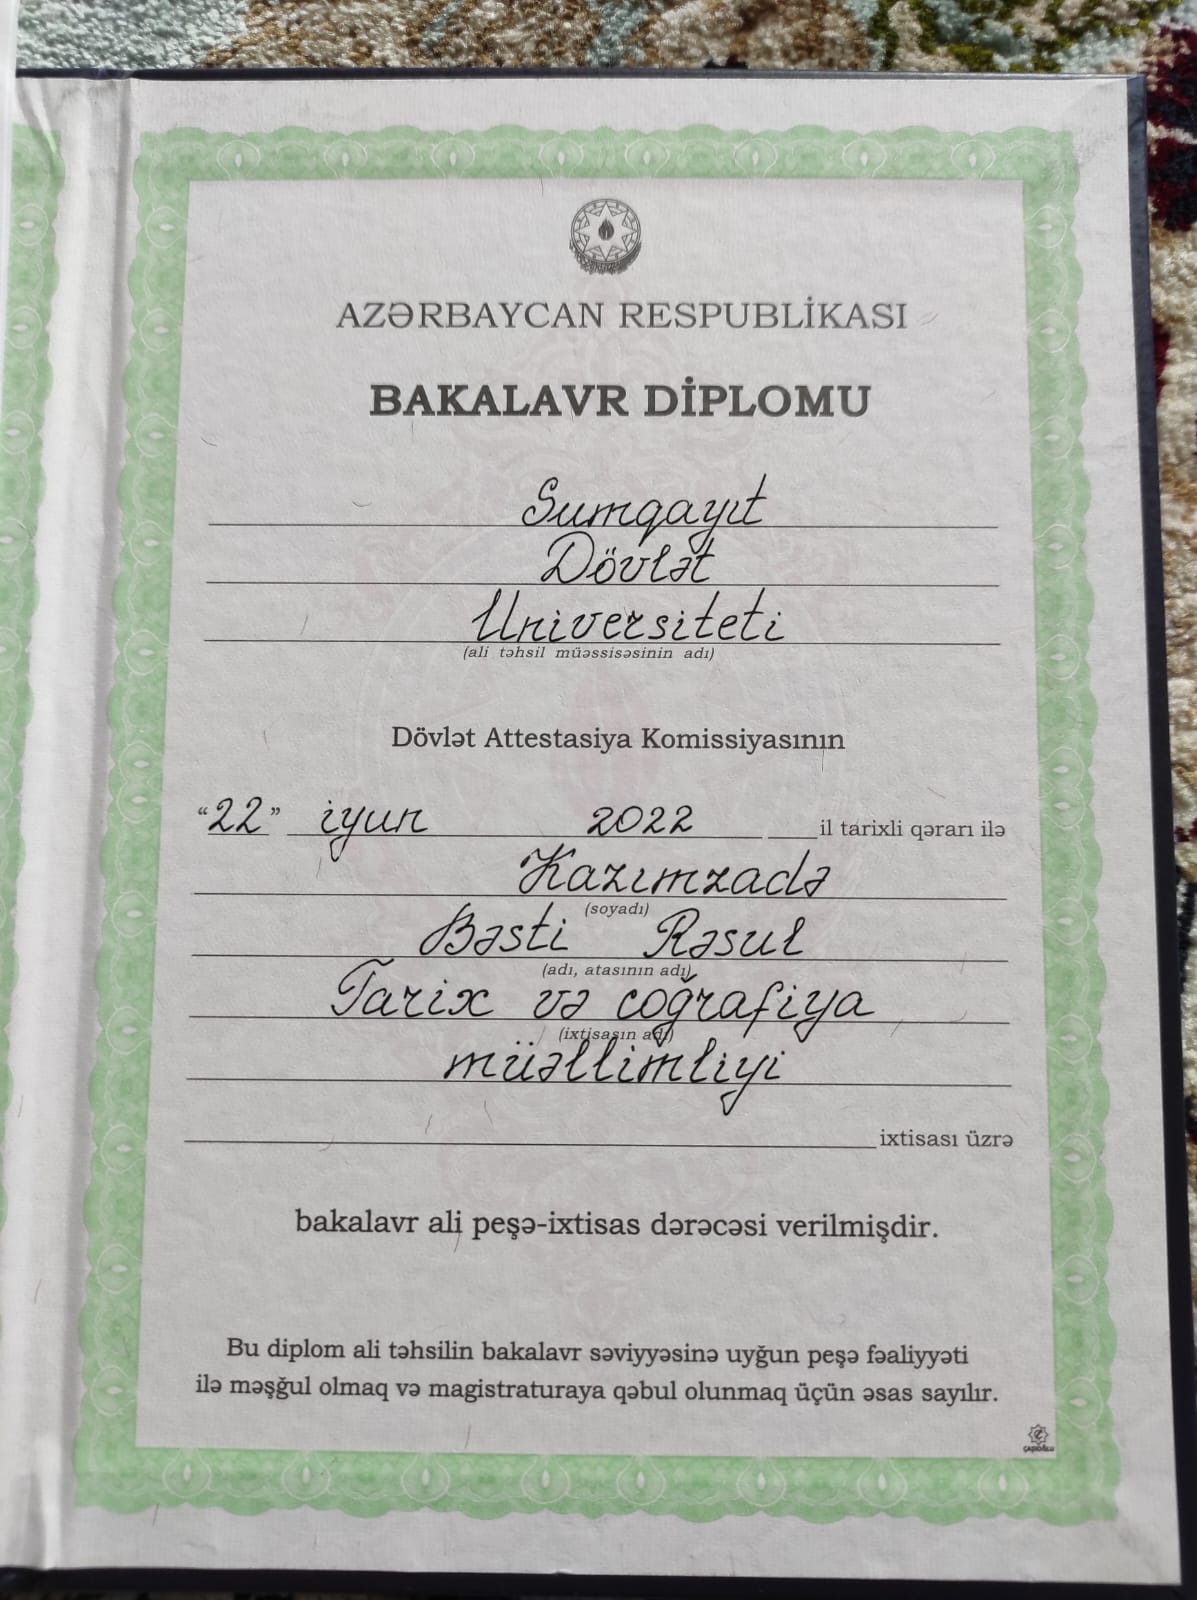 AZƏRBAYCAN RESPUBLİKASI
BAKALAVR DİPLOMU
Sumqayıt
Dövlət
Universiteti
(ali təhsil müəssisəsinin adı)
Dövlət Attestasiya Komissiyasının
“22” iyun 2022 il tarixli qərarı ilə
Kazımzadə
(soyadı)
Bəsti Rəsul
(adı, atasının adı)
Tarix və coğrafiya
(ixtisasın adı)
müəllimliyi
ixtisası üzrə
bakalavr ali peşə-ixtisas dərəcəsi verilmişdir.
Bu diplom ali təhsilin bakalavr səviyyəsinə uyğun peşə fəaliyyəti
ilə məşğul olmaq və magistraturaya qəbul olunmaq üçün əsas sayılır.
ÇAŞIOĞLU